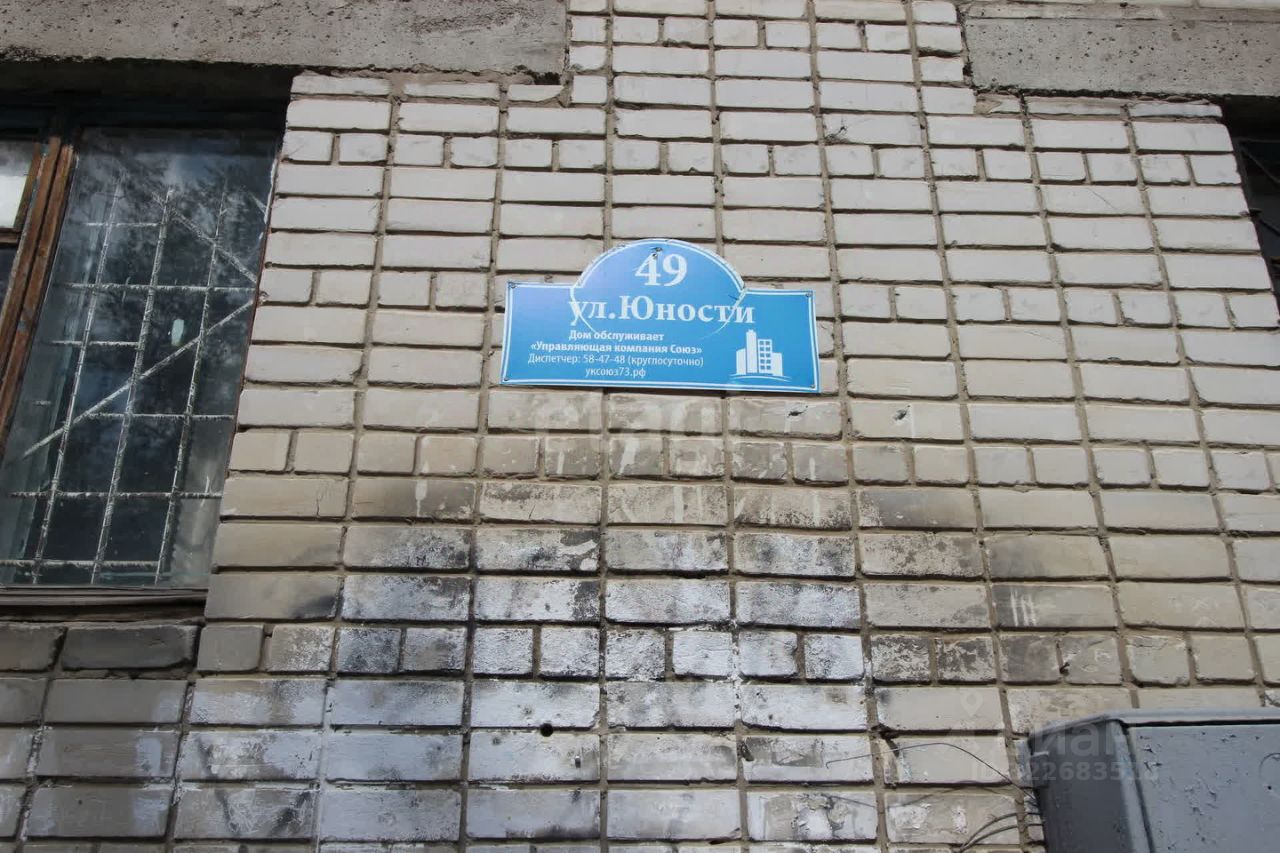 49
ул.Юности
Дом обслуживает
«Управляющая компания Союз»
Диспетчер: 58-47-48 (круглосуточно)
уксоюз73.рф